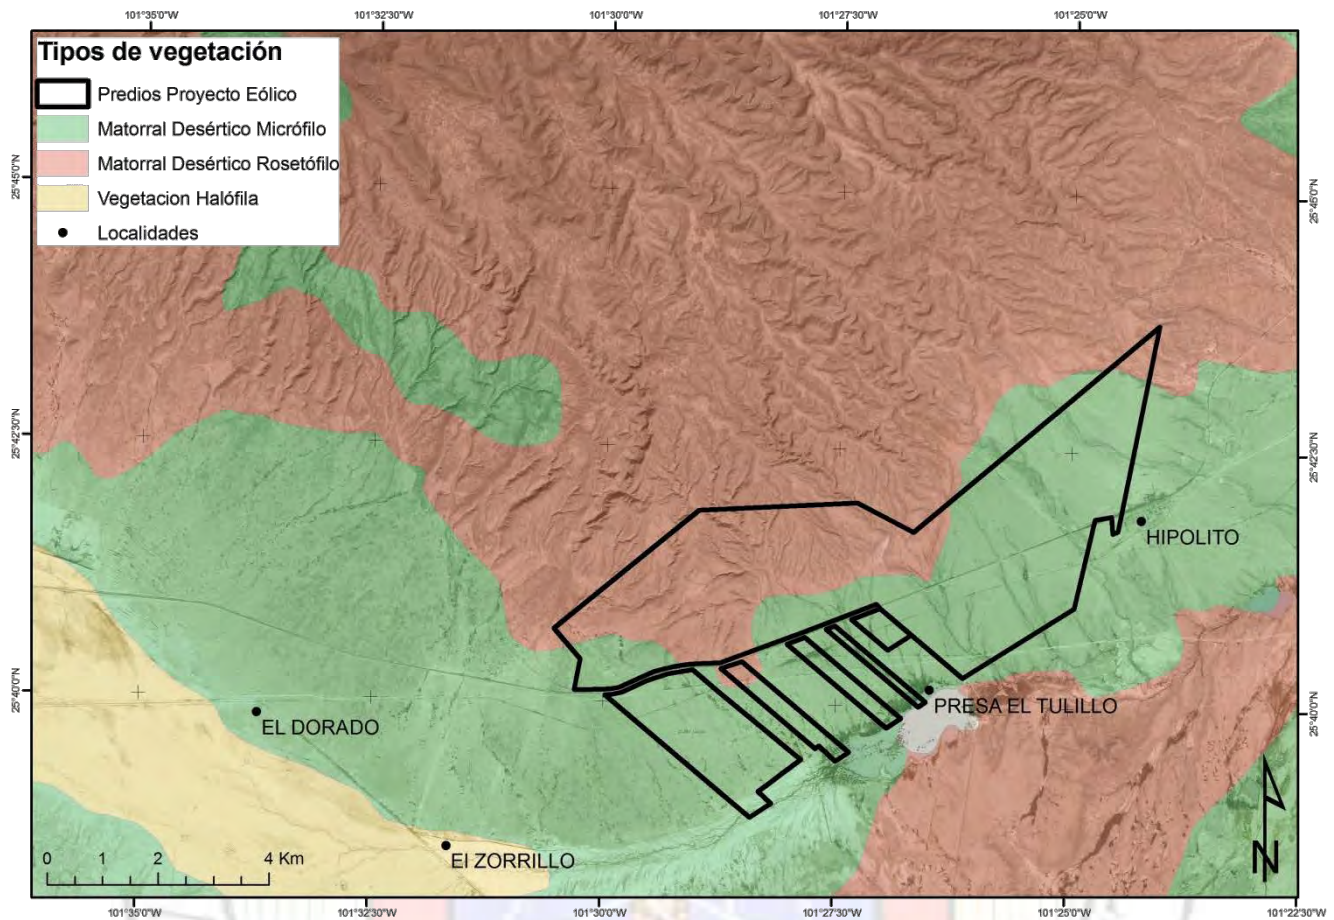 101°35'0"W 101°32'30"W 101°30'0"W 101°27'30"W 101°25'0"W
Tipos de vegetación
Predios Proyecto Eólico
Matorral Desértico Micrófilo
Matorral Desértico Rosetófilo
Vegetacion Halófila
Localidades
25°45'0"N 25°45'0"N
25°42'30"N 25°42'30"N
HIPOLITO
25°40'0"N 25°40'0"N
PRESA EL TULILLO
EL DORADO
El ZORRILLO
0 1 2 4 Km
N
101°35'0"W 101°32'30"W 101°30'0"W 101°27'30"W 101°25'0"W 101°22'30"W